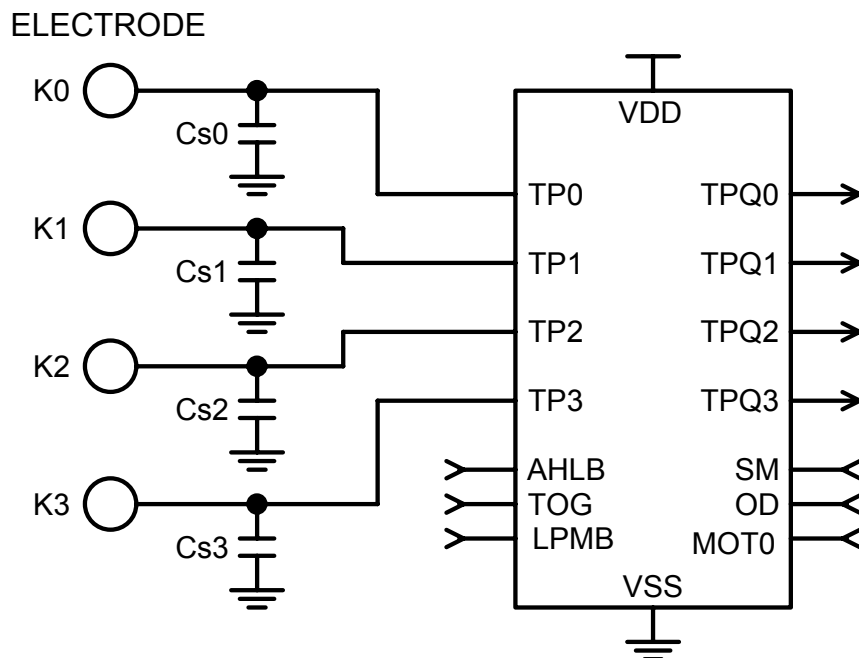 ELECTRODE
K0
Cs0
K1
Cs1
K2
Cs2
K3
Cs3
VDD
TP0 TPQ0
TP1 TPQ1
TP2 TPQ2
TP3 TPQ3
AHLB SM
TOG OD
LPMB MOT0
VSS